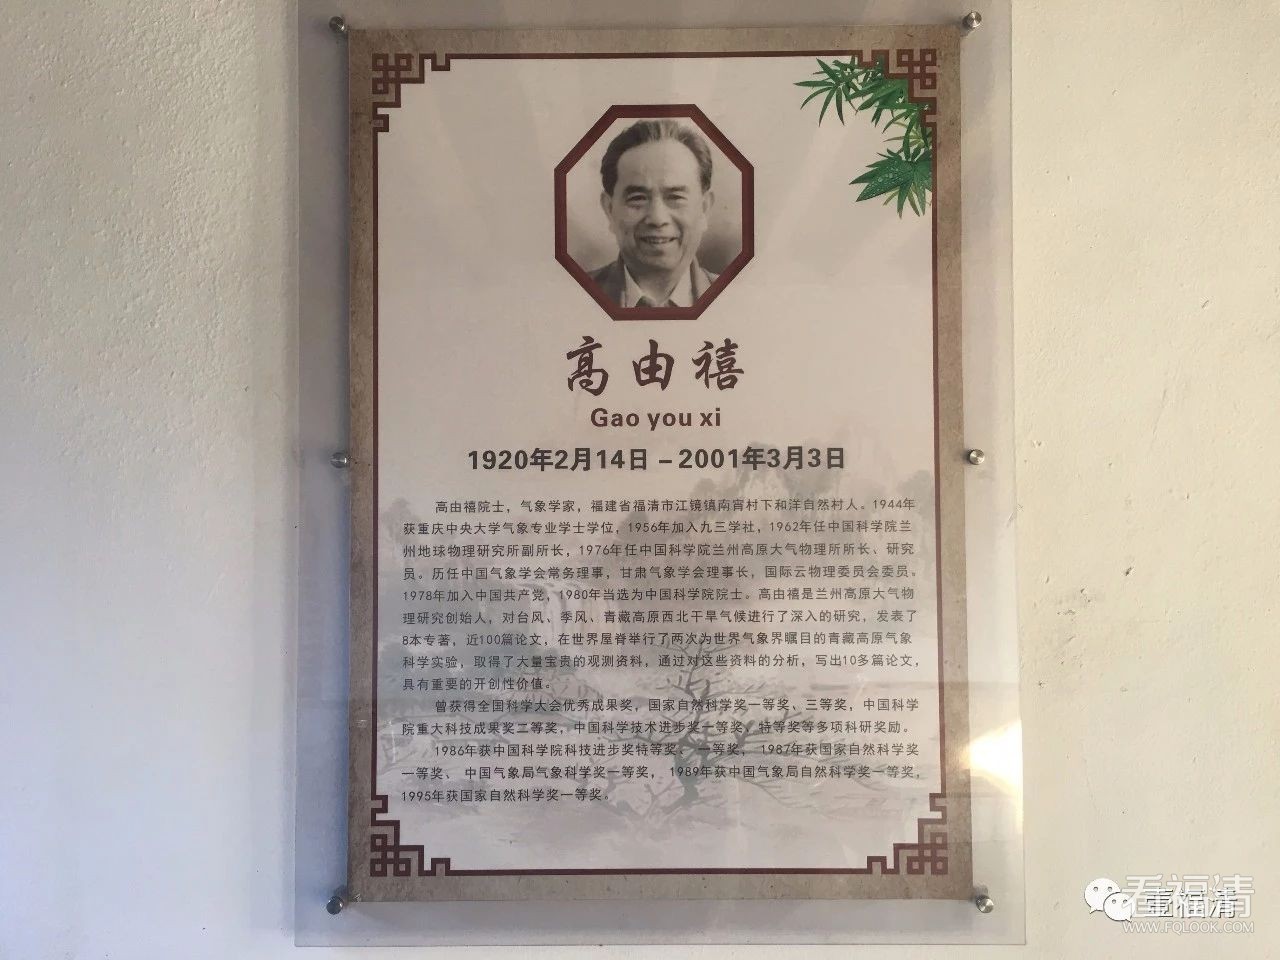 高由禧
Gao you xi
1920年2月14日 – 2001年3月3日
高由禧院士，气象学家，福建省福清市江镜镇南宵村下和洋自然村人。1944年
获重庆中央大学气象专业学士学位，1956年加入九三学社，1962年任中国科学院兰
州地球物理研究所副所长，1976年任中国科学院兰州高原大气物理所所长、研究
员。历任中国气象学会常务理事，甘肃气象学会理事长，国际云物理委员会委员。
1978年加入中国共产党，1980年当选为中国科学院院士。高由禧是兰州高原大气物
理研究创始人，对台风、季风、青藏高原西北干旱气候进行了深入的研究，发表了
8本专著，近100篇论文，在世界屋脊举行了两次为世界气象界瞩目的青藏高原气象
科学实验，取得了大量宝贵的观测资料，通过对这些资料的分析，写出10多篇论文，
具有重要的开创性价值。
曾获得全国科学大会优秀成果奖，国家自然科学奖一等奖、三等奖，中国科学
院重大科技成果奖二等奖，中国科学技术进步奖一等奖，特等奖等多项科研奖励。
1986年获中国科学院科技进步奖特等奖、 一等奖， 1987年获国家自然科学奖
一等奖、 中国气象局气象科学奖一等奖， 1989年获中国气象局自然科学奖一等奖，
1995年获国家自然科学奖一等奖。
看福清
WWW.FQLOOK.COM